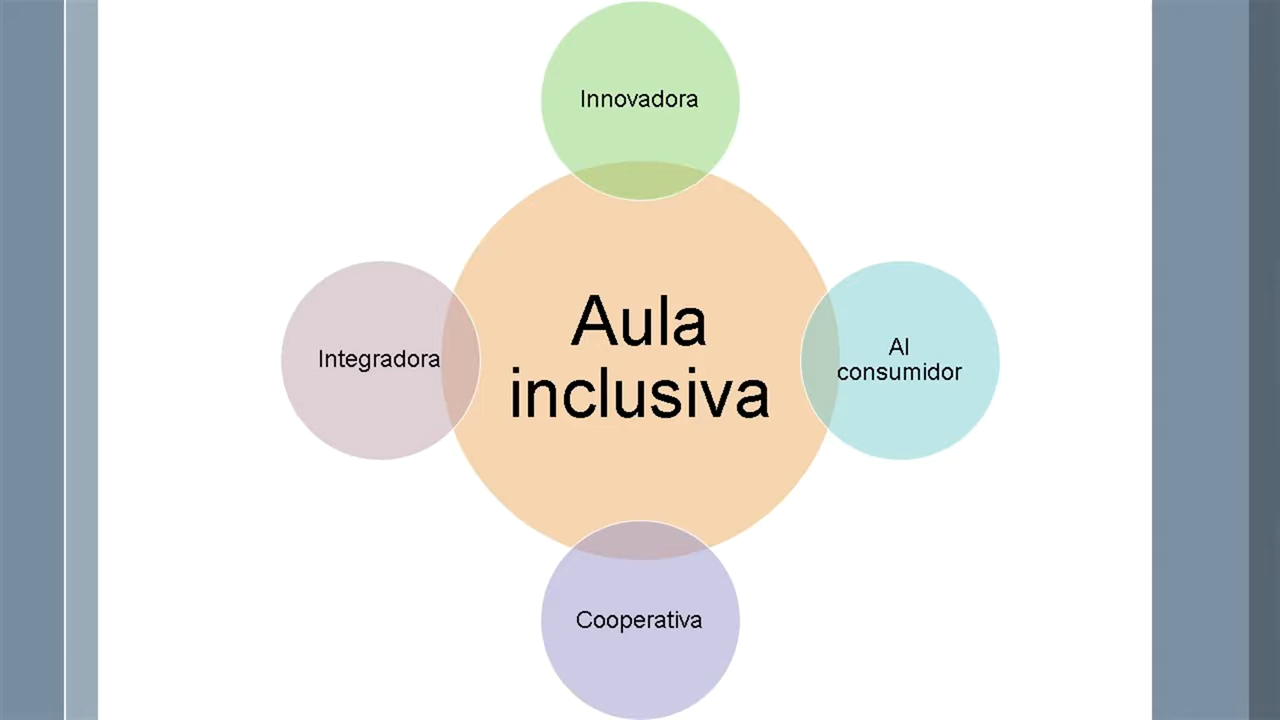 Innovadora
Integradora
Aula
inclusiva
Al
consumidor
Cooperativa